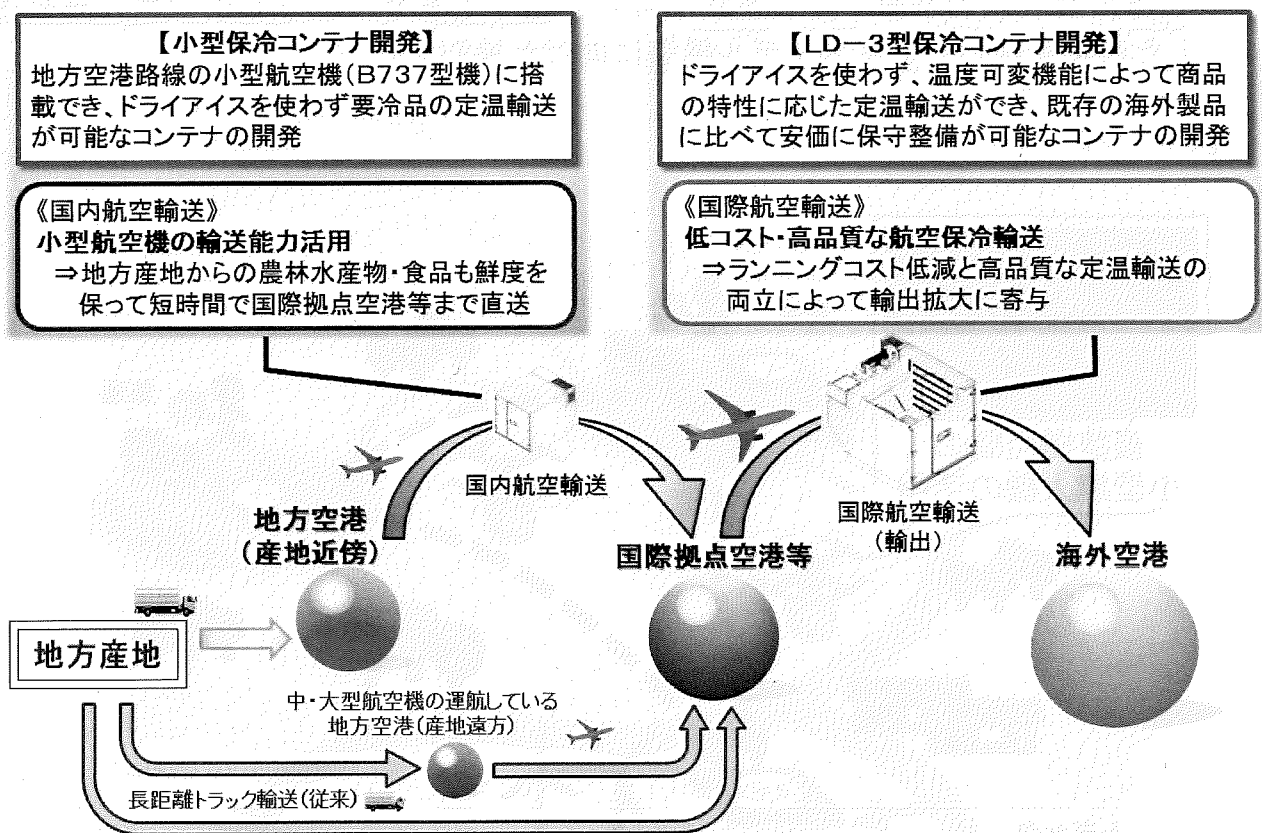 【小型保冷コンテナ開発】
地方空港路線の小型航空機(B737型機)に搭
載でき、ドライアイスを使わず要冷品の定温輸送
が可能なコンテナの開発
《国内航空輸送》
小型航空機の輸送能力活用
⇒地方産地からの農林水産物・食品も鮮度を
保って短時間で国際拠点空港等まで直送
【LD-3型保冷コンテナ開発】
ドライアイスを使わず、温度可変機能によって商品
の特性に応じた定温輸送ができ、既存の海外製品
に比べて安価に保守整備が可能なコンテナの開発
《国際航空輸送》
低コスト・高品質な航空保冷輸送
⇒ランニングコスト低減と高品質な定温輸送の
両立によって輸出拡大に寄与
国内航空輸送
国際航空輸送
(輸出)
地方空港
(産地近傍)
国際拠点空港等
海外空港
地方産地
中・大型航空機の運航している
地方空港(産地遠方)
長距離トラック輸送(従来)